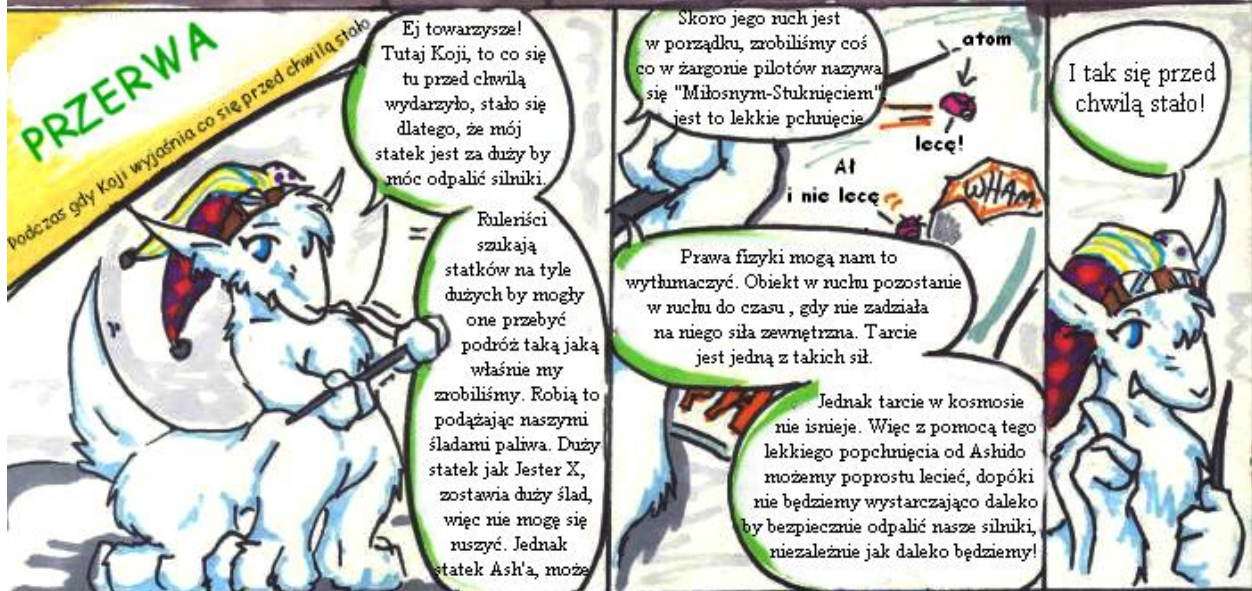 PRZERWA
Podczas gdy Koji wyjaśnia co się przed chwilą stało
Ej towarzysze!
Tutaj Koji, to co się
tu przed chwilą
wydarzyło, stało się
dlatego, że mój
statek jest za duży by
móc odpalić silniki.
Ruleriści
szukają
statków na tyle
dużych by mogły
one przebyć
podróż taką jaką
właśnie my
zrobiliśmy. Robią to
podążając naszymi
śladami paliwa. Duży
statek jak Jester X,
zostawia duży ślad,
więc nie mogę się
ruszyć. Jednak
statek Ash'a, może
Skoro jego ruch jest
w porządku, zrobiliśmy coś
co w żargonie pilotów nazywa
się "Miłosnym-Stuknięciem"
jest to lekkie pchnięcie
atom
lecę!
Ał
i nie lecę
WHAM
Prawa fizyki mogą nam to
wytłumaczyć. Obiekt w ruchu pozostanie
w ruchu do czasu , gdy nie zadziała
na niego siła zewnętrzna. Tarcie
jest jedną z takich sił.
Jednak tarcie w kosmosie
nie isnieje. Więc z pomocą tego
lekkiego popchnięcia od Ashido
możemy poprostu lecieć, dopóki
nie będziemy wystarczająco daleko
by bezpiecznie odpalić nasze silniki,
niezależnie jak daleko będziemy!
I tak się przed
chwilą stało!